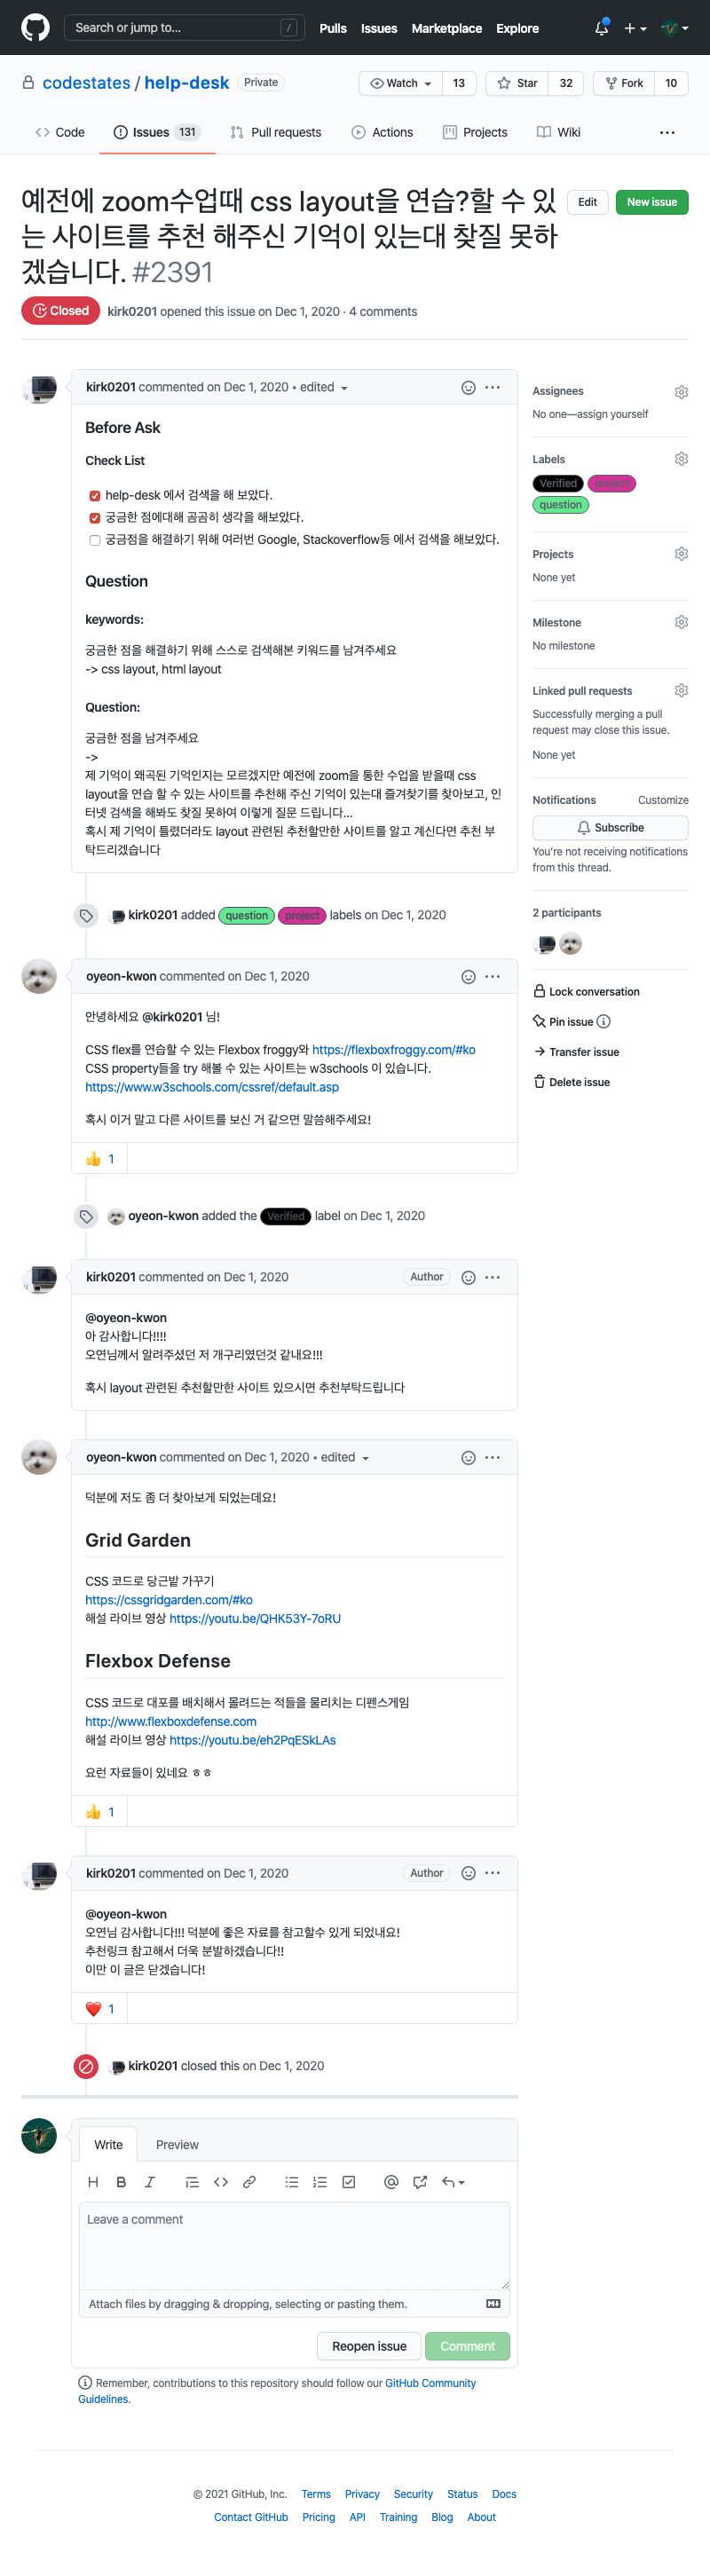 Search or jump to...
/
Pulls Issues Marketplace Explore
codestates / help-desk Private
Watch 13
Star 32
Fork 10
Code
Issues 131
Pull requests
Actions
Projects
Wiki
예전에 zoom수업때 css layout을 연습?할 수 있
는 사이트를 추천 해주신 기억이 있는대 찾질 못하
겠습니다. #2391
Edit
New issue
Closed kirk0201 opened this issue on Dec 1, 2020 · 4 comments
kirk0201 commented on Dec 1, 2020 • edited
Before Ask
Check List
help-desk 에서 검색을 해 보았다.
궁금한 점에대해 곰곰히 생각을 해보았다.
궁금점을 해결하기 위해 여러번 Google, Stackoverflow등 에서 검색을 해보았다.
Question
keywords:
궁금한 점을 해결하기 위해 스스로 검색해본 키워드를 남겨주세요
-> css layout, html layout
Question:
궁금한 점을 남겨주세요
->
제 기억이 왜곡된 기억인지는 모르겠지만 예전에 zoom을 통한 수업을 받을때 css
layout을 연습 할 수 있는 사이트를 추천해 주신 기억이 있는대 즐겨찾기를 찾아보고, 인
터넷 검색을 해봐도 찾질 못하여 이렇게 질문 드립니다...
혹시 제 기억이 틀렸더라도 layout 관련된 추천할만한 사이트를 알고 계신다면 추천 부
탁드리겠습니다
kirk0201 added question project labels on Dec 1, 2020
oyeon-kwon commented on Dec 1, 2020
안녕하세요 @kirk0201 님!
CSS flex를 연습할 수 있는 Flexbox froggy와 https://flexboxfroggy.com/#ko
CSS property들을 try 해볼 수 있는 사이트는 w3schools 이 있습니다.
https://www.w3schools.com/cssref/default.asp
혹시 이거 말고 다른 사이트를 보신 거 같으면 말씀해주세요!
1
oyeon-kwon added the Verified label on Dec 1, 2020
kirk0201 commented on Dec 1, 2020 Author
@oyeon-kwon
아 감사합니다!!!!
오연님께서 알려주셨던 저 개구리였던것 같내요!!!
혹시 layout 관련된 추천할만한 사이트 있으시면 추천부탁드립니다
oyeon-kwon commented on Dec 1, 2020 • edited
덕분에 저도 좀 더 찾아보게 되었는데요!
Grid Garden
CSS 코드로 당근밭 가꾸기
https://cssgridgarden.com/#ko
해설 라이브 영상 https://youtu.be/QHK53Y-7oRU
Flexbox Defense
CSS 코드로 대포를 배치해서 몰려드는 적들을 물리치는 디펜스게임
http://www.flexboxdefense.com
해설 라이브 영상 https://youtu.be/eh2PqESkLAs
요런 자료들이 있네요 ㅎㅎ
1
kirk0201 commented on Dec 1, 2020 Author
@oyeon-kwon
오연님 감사합니다!!! 덕분에 좋은 자료를 참고할수 있게 되었내요!
추천링크 참고해서 더욱 분발하겠습니다!!
이만 이 글은 닫겠습니다!
1
kirk0201 closed this on Dec 1, 2020
Write Preview
Leave a comment
Attach files by dragging & dropping, selecting or pasting them.
Reopen issue
Comment
Remember, contributions to this repository should follow our GitHub Community
Guidelines.
Assignees
No one—assign yourself
Labels
Verified project
question
Projects
None yet
Milestone
No milestone
Linked pull requests
Successfully merging a pull
request may close this issue.
None yet
Notifications Customize
Subscribe
You're not receiving notifications
from this thread.
2 participants
Lock conversation
Pin issue
Transfer issue
Delete issue
© 2021 GitHub, Inc. Terms Privacy Security Status Docs
Contact GitHub Pricing API Training Blog About